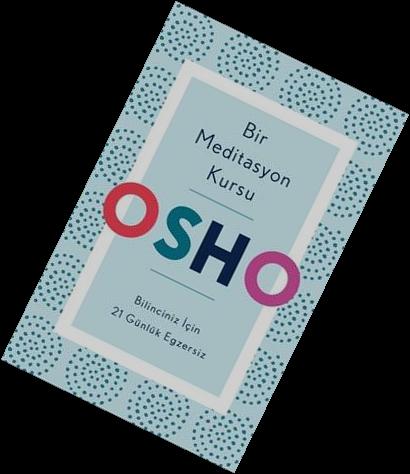 Bir
Meditasyon
Kursu
OSHO
Bilinciniz İçin
21 Günlük Egzersiz